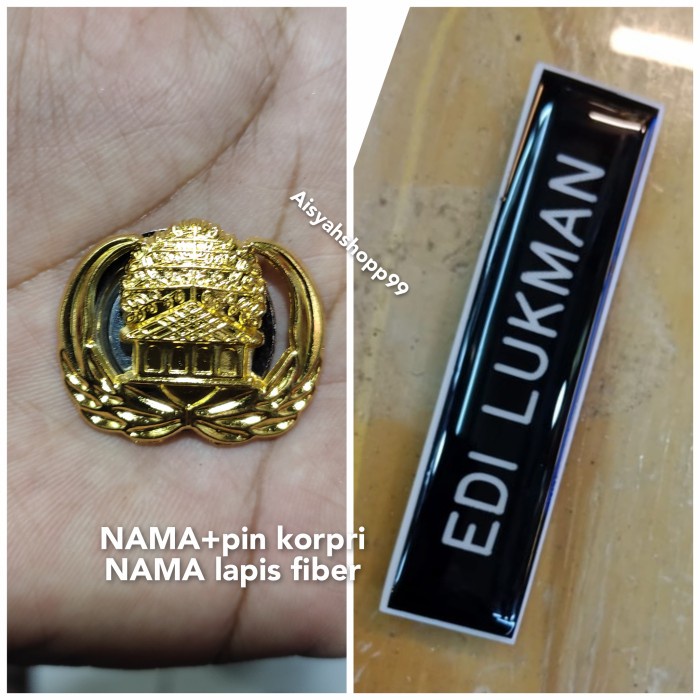 Aisyahshopp99
EDI LUKMAN
NAMA+pin korpri
NAMA lapis fiber